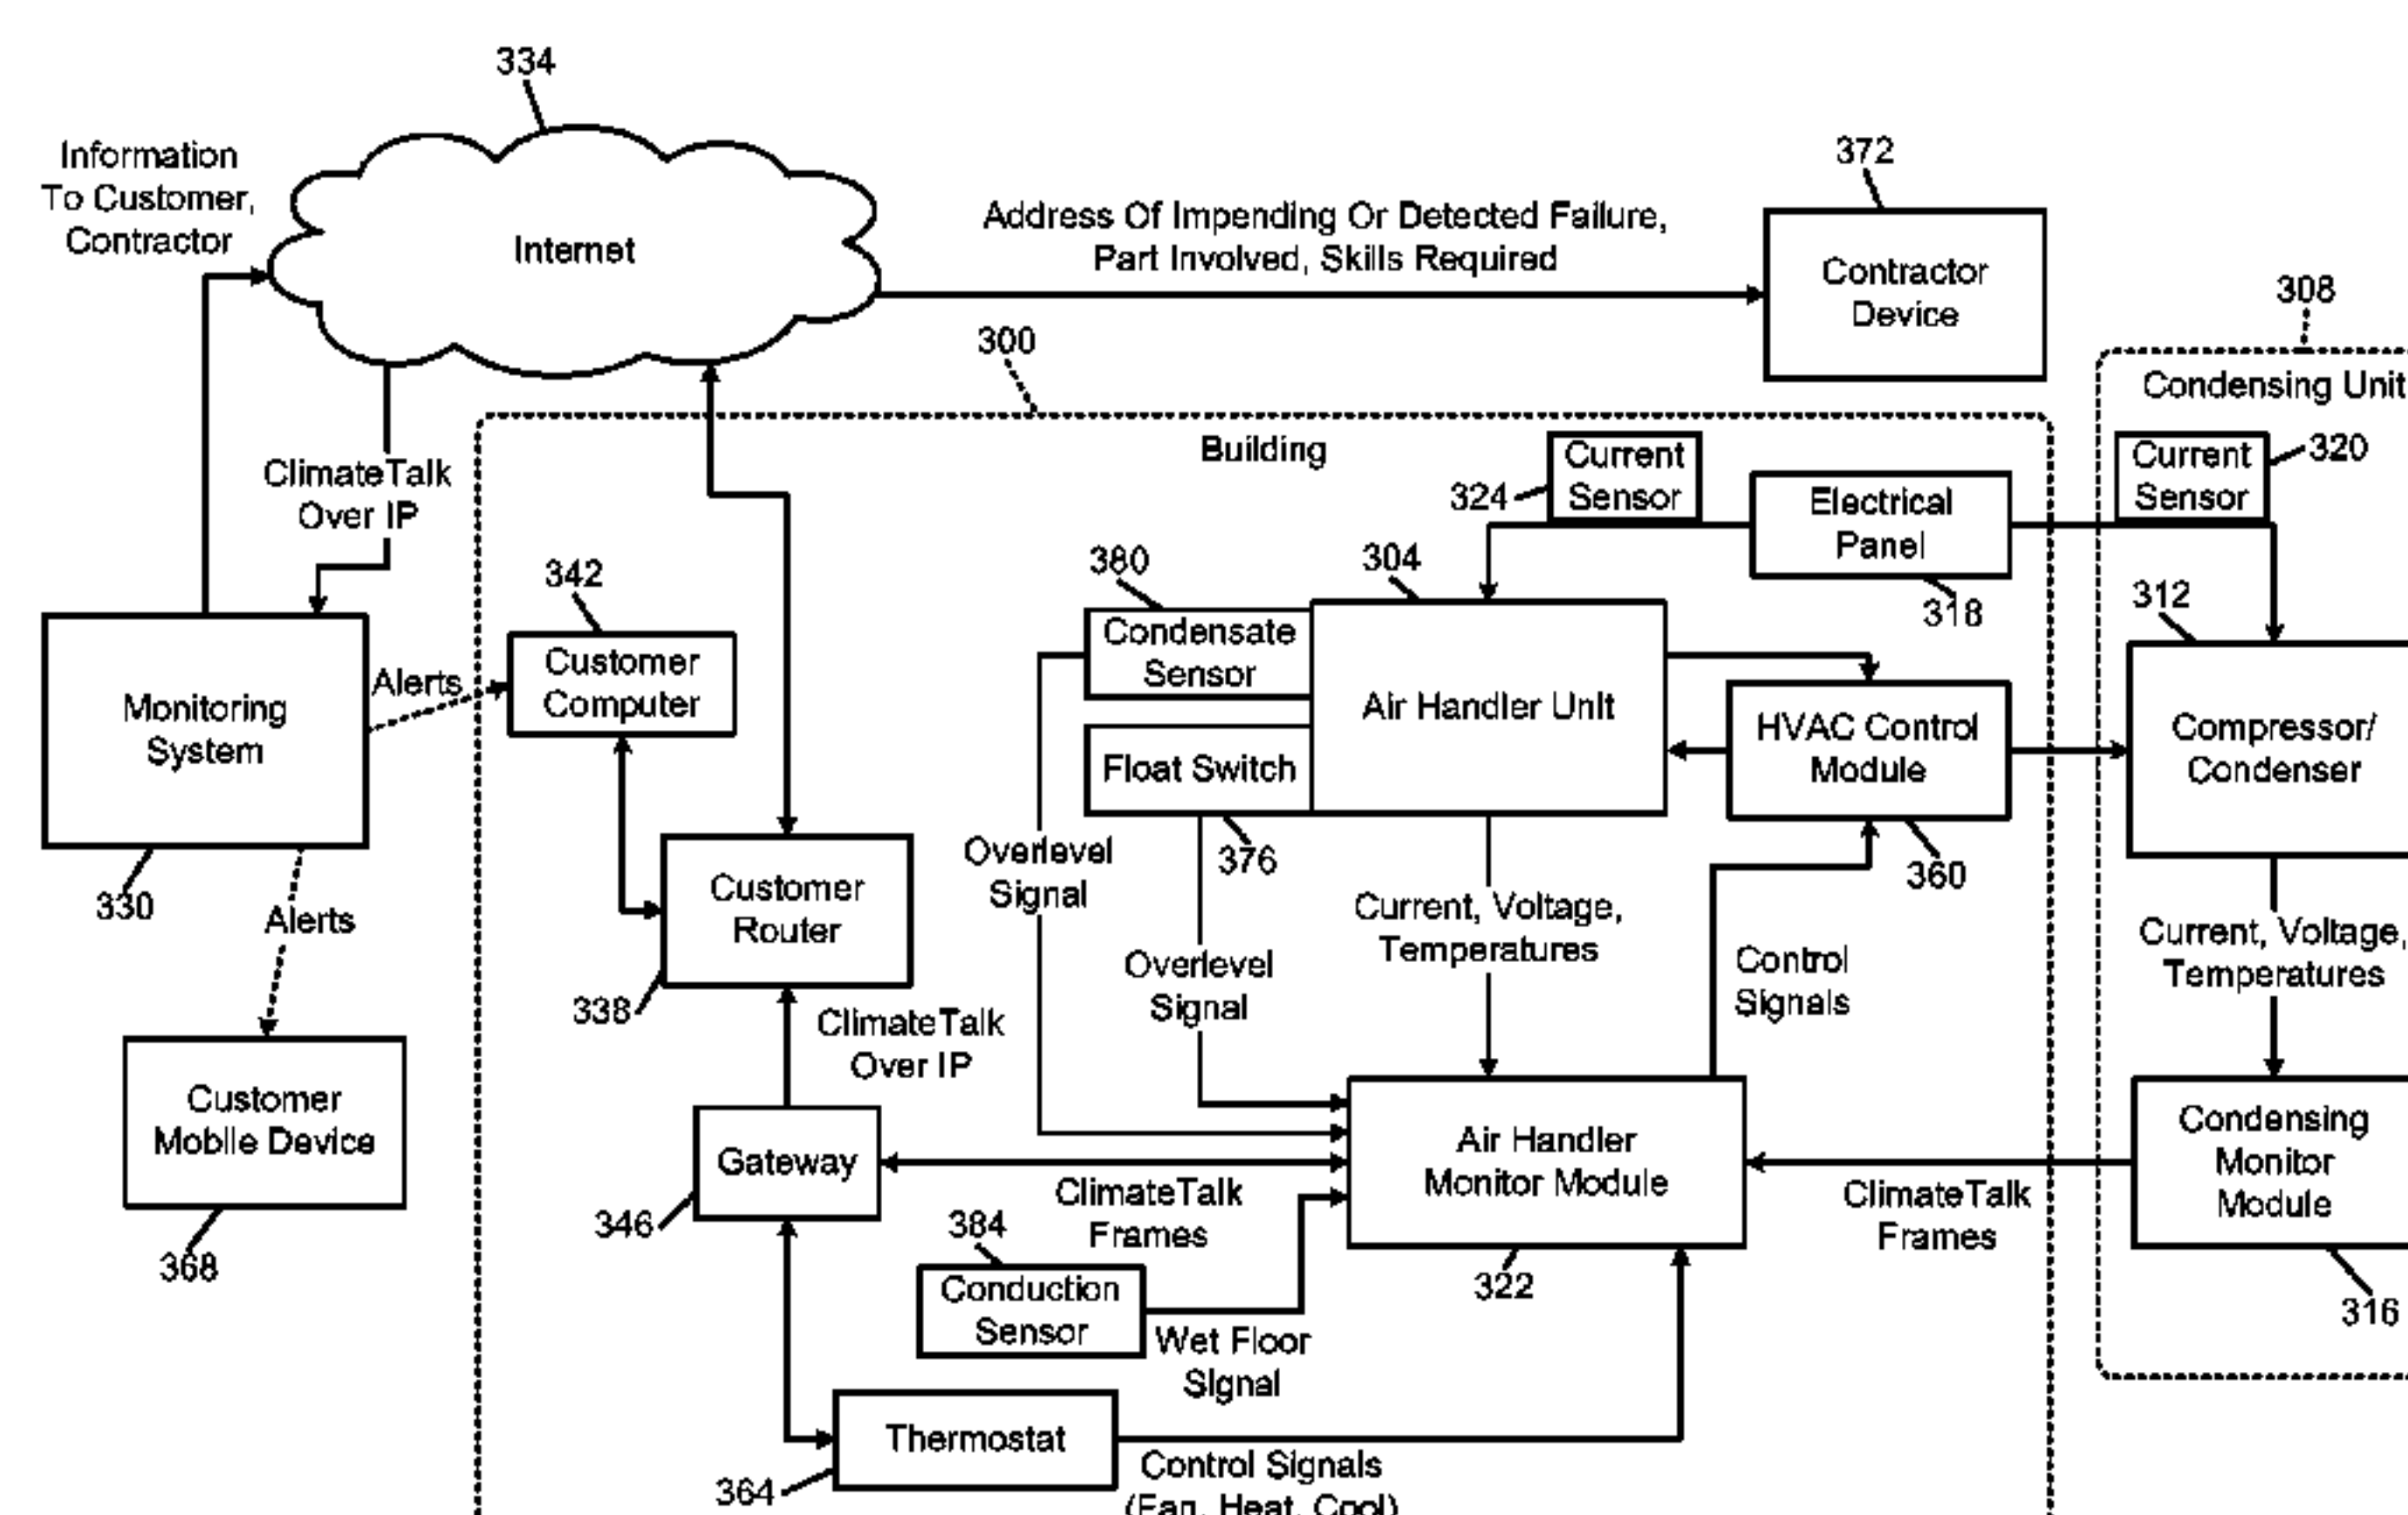 334
Information
To Customer,
Contractor
Internet
Address Of Impending Or Detected Failure,
Part Involved, Skills Required
372
Contractor
Device
308
Condensing Unit
300
Building
ClimateTalk
Over IP
Current
Sensor
324
Electrical
Panel
318
Current
Sensor
320
342
Customer
Computer
Alerts
Monitoring
System
330
Alerts
Customer
Mobile Device
368
380
Condensate
Sensor
304
Air Handler Unit
Float Switch
376
HVAC Control
Module
360
312
Compressor/
Condenser
Customer
Router
338
Overlevel
Signal
Overlevel
Signal
Current, Voltage,
Temperatures
Control
Signals
Current, Voltage,
Temperatures
ClimateTalk
Over IP
Gateway
346
ClimateTalk
Frames
Air Handler
Monitor Module
322
ClimateTalk
Frames
Condensing
Monitor
Module
316
384
Conduction
Sensor
Wet Floor
Signal
Thermostat
364
Control Signals
(Fan, Heat, Cool)